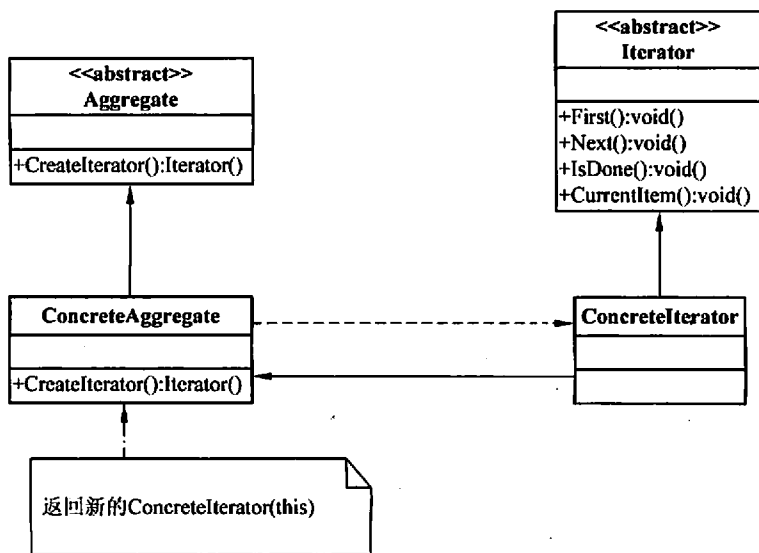 <<abstract>>
Aggregate
+CreateIterator():Iterator()
<<abstract>>
Iterator
+First():void()
+Next():void()
+IsDone():void()
+CurrentItem():void()
ConcreteAggregate
+CreateIterator():Iterator()
ConcreteIterator
返回新的ConcreteIterator(this)